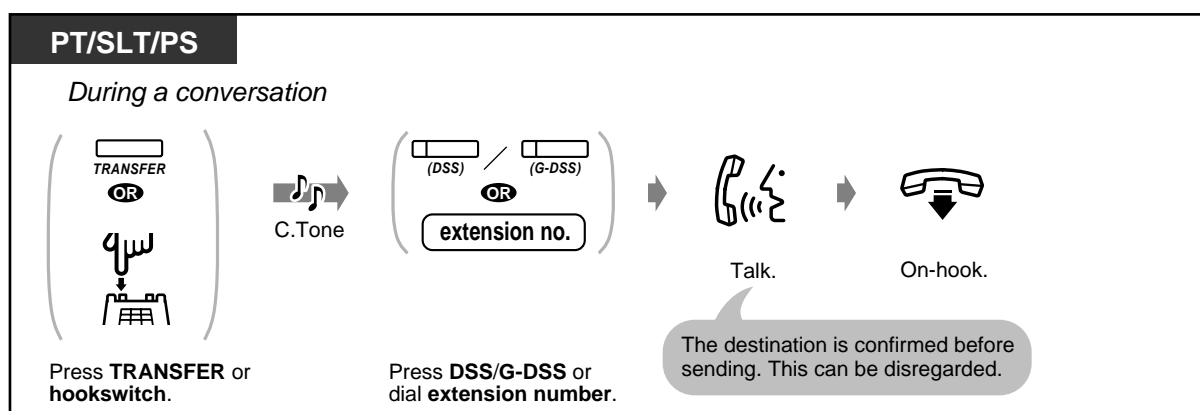 PT/SLT/PS
During a conversation
TRANSFER
OR
C.Tone
(DSS)
(G-DSS)
OR
extension no.
Talk.
On-hook.
The destination is confirmed before
sending. This can be disregarded.
Press TRANSFER or
hookswitch.
Press DSS/G-DSS or
dial extension number.